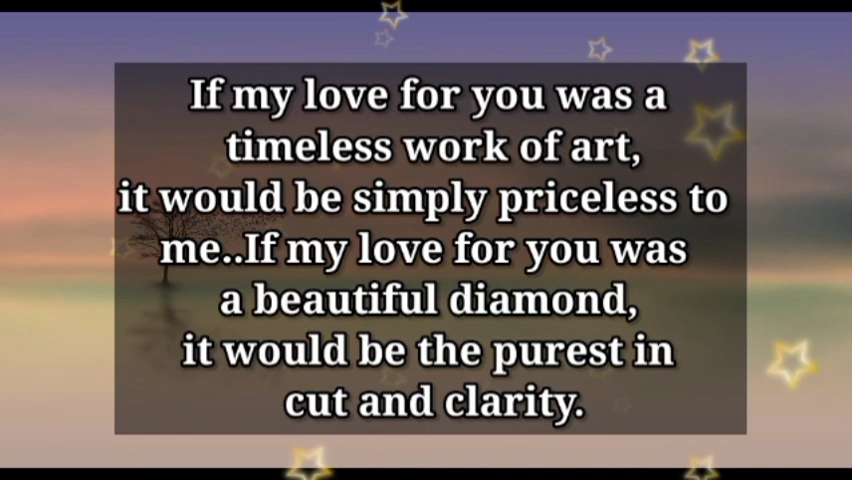 If my love for you was a
timeless work of art,
it would be simply priceless to
me..If my love for you was
a beautiful diamond,
it would be the purest in
cut and clarity.